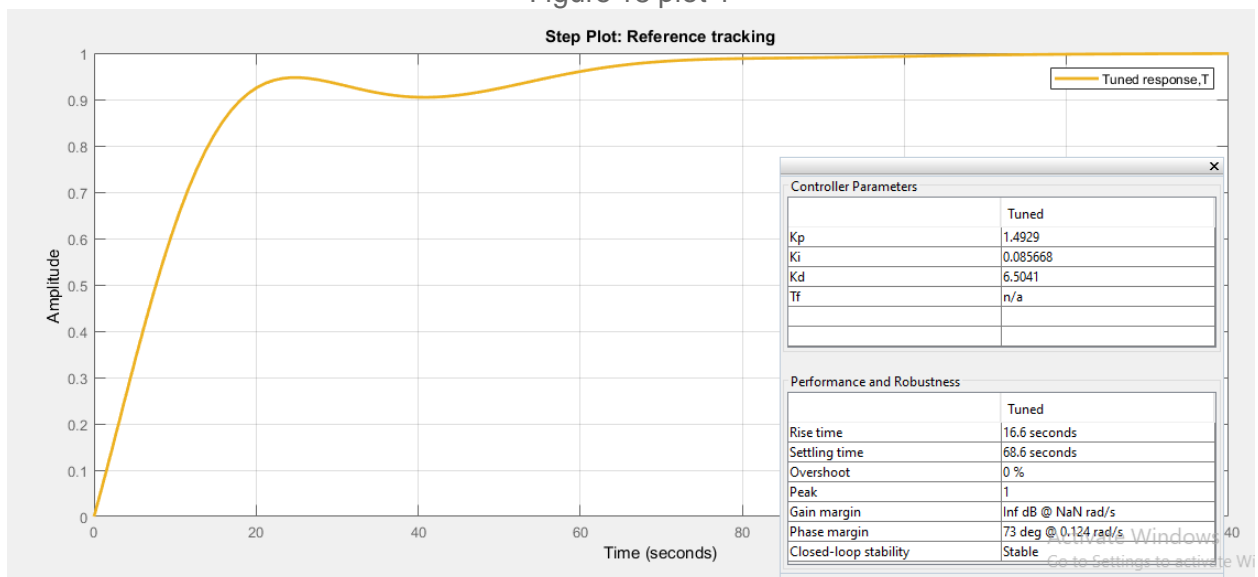 Step Plot: Reference tracking
Tuned response,T
Amplitude
1
0.9
0.8
0.7
0.6
0.5
0.4
0.3
0.2
0.1
0
0 20 40 60 80 40
Time (seconds)
×
Controller Parameters
Tuned
Kp 1.4929
Ki 0.085668
Kd 6.5041
Tf n/a
Performance and Robustness
Tuned
Rise time 16.6 seconds
Settling time 68.6 seconds
Overshoot 0 %
Peak 1
Gain margin Inf dB @ NaN rad/s
Phase margin 73 deg @ 0.124 rad/s
Closed-loop stability Stable
Activate Windows
Go to Settings to activate Wi